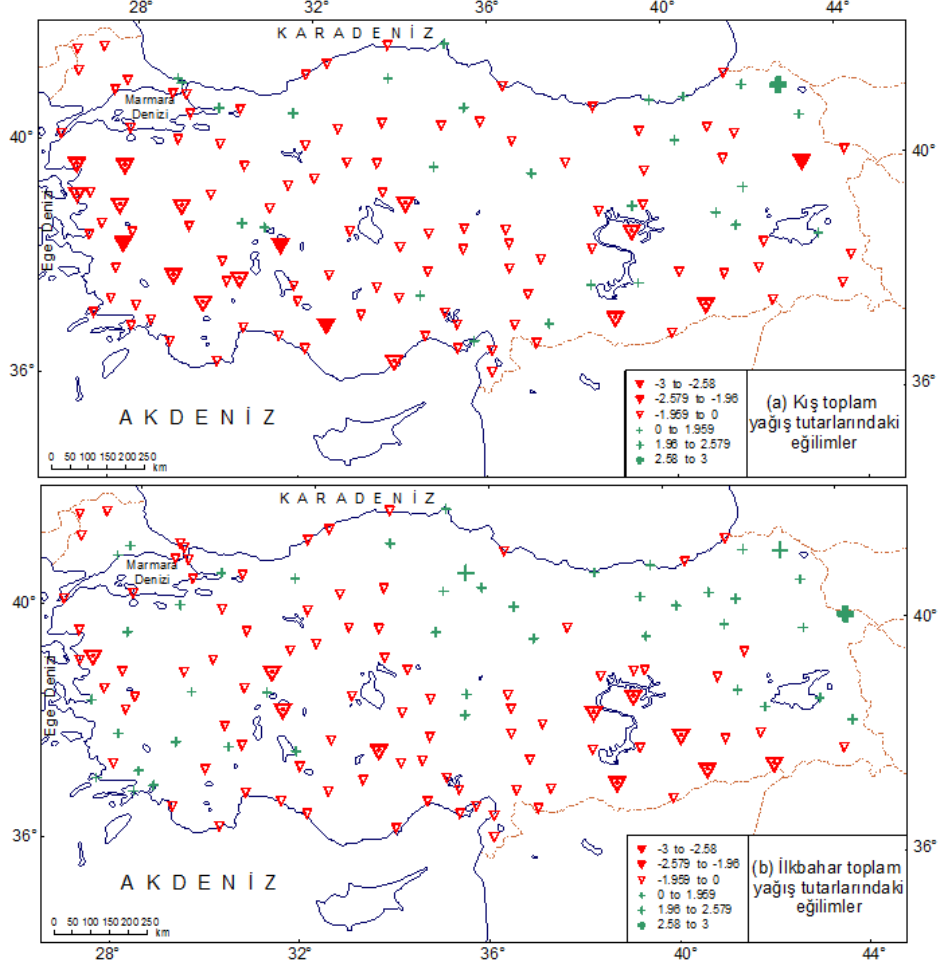 28° 32° 36° 40° 44°
K A R A D E N İ Z
Marmara
Denizi
40° 40°
Ege Denizi
36° 36°
A K D E N İ Z
0 50 100 150 200 250
km
-3 to -2.58
-2.579 to -1.96
-1.959 to 0
0 to 1.959
1.96 to 2.579
2.58 to 3
(a) Kış toplam
yağış tutarlarındaki
eğilimler
K A R A D E N İ Z
Marmara
Denizi
40° 40°
Ege Denizi
36° 36°
A K D E N İ Z
0 50 100 150 200 250
km
-3 to -2.58
-2.579 to -1.96
-1.959 to 0
0 to 1.959
1.96 to 2.579
2.58 to 3
(b) İlkbahar toplam
yağış tutarlarındaki
eğilimler
28° 32° 36° 40° 44°